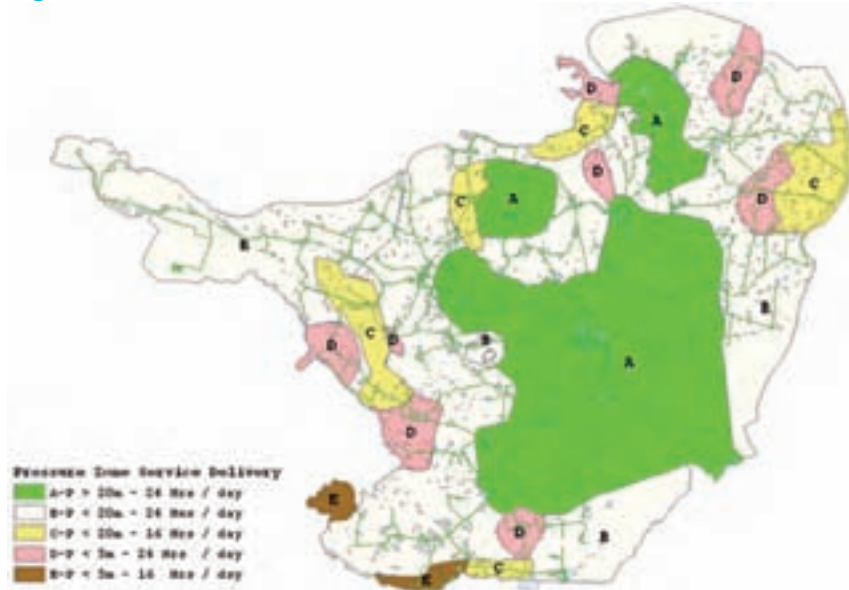 D
D
A
C
D
D
C
C
A
B
B
D
C
D
B
A
D
E
D
B
E
C
Pressure Zone Service Delivery
A-P > 20m - 24 Hrs / day
B-P < 20m - 24 Hrs / day
C-P < 20m - 16 Hrs / day
D-P < 5m - 24 Hrs / day
E-P < 5m - 16 Hrs / day